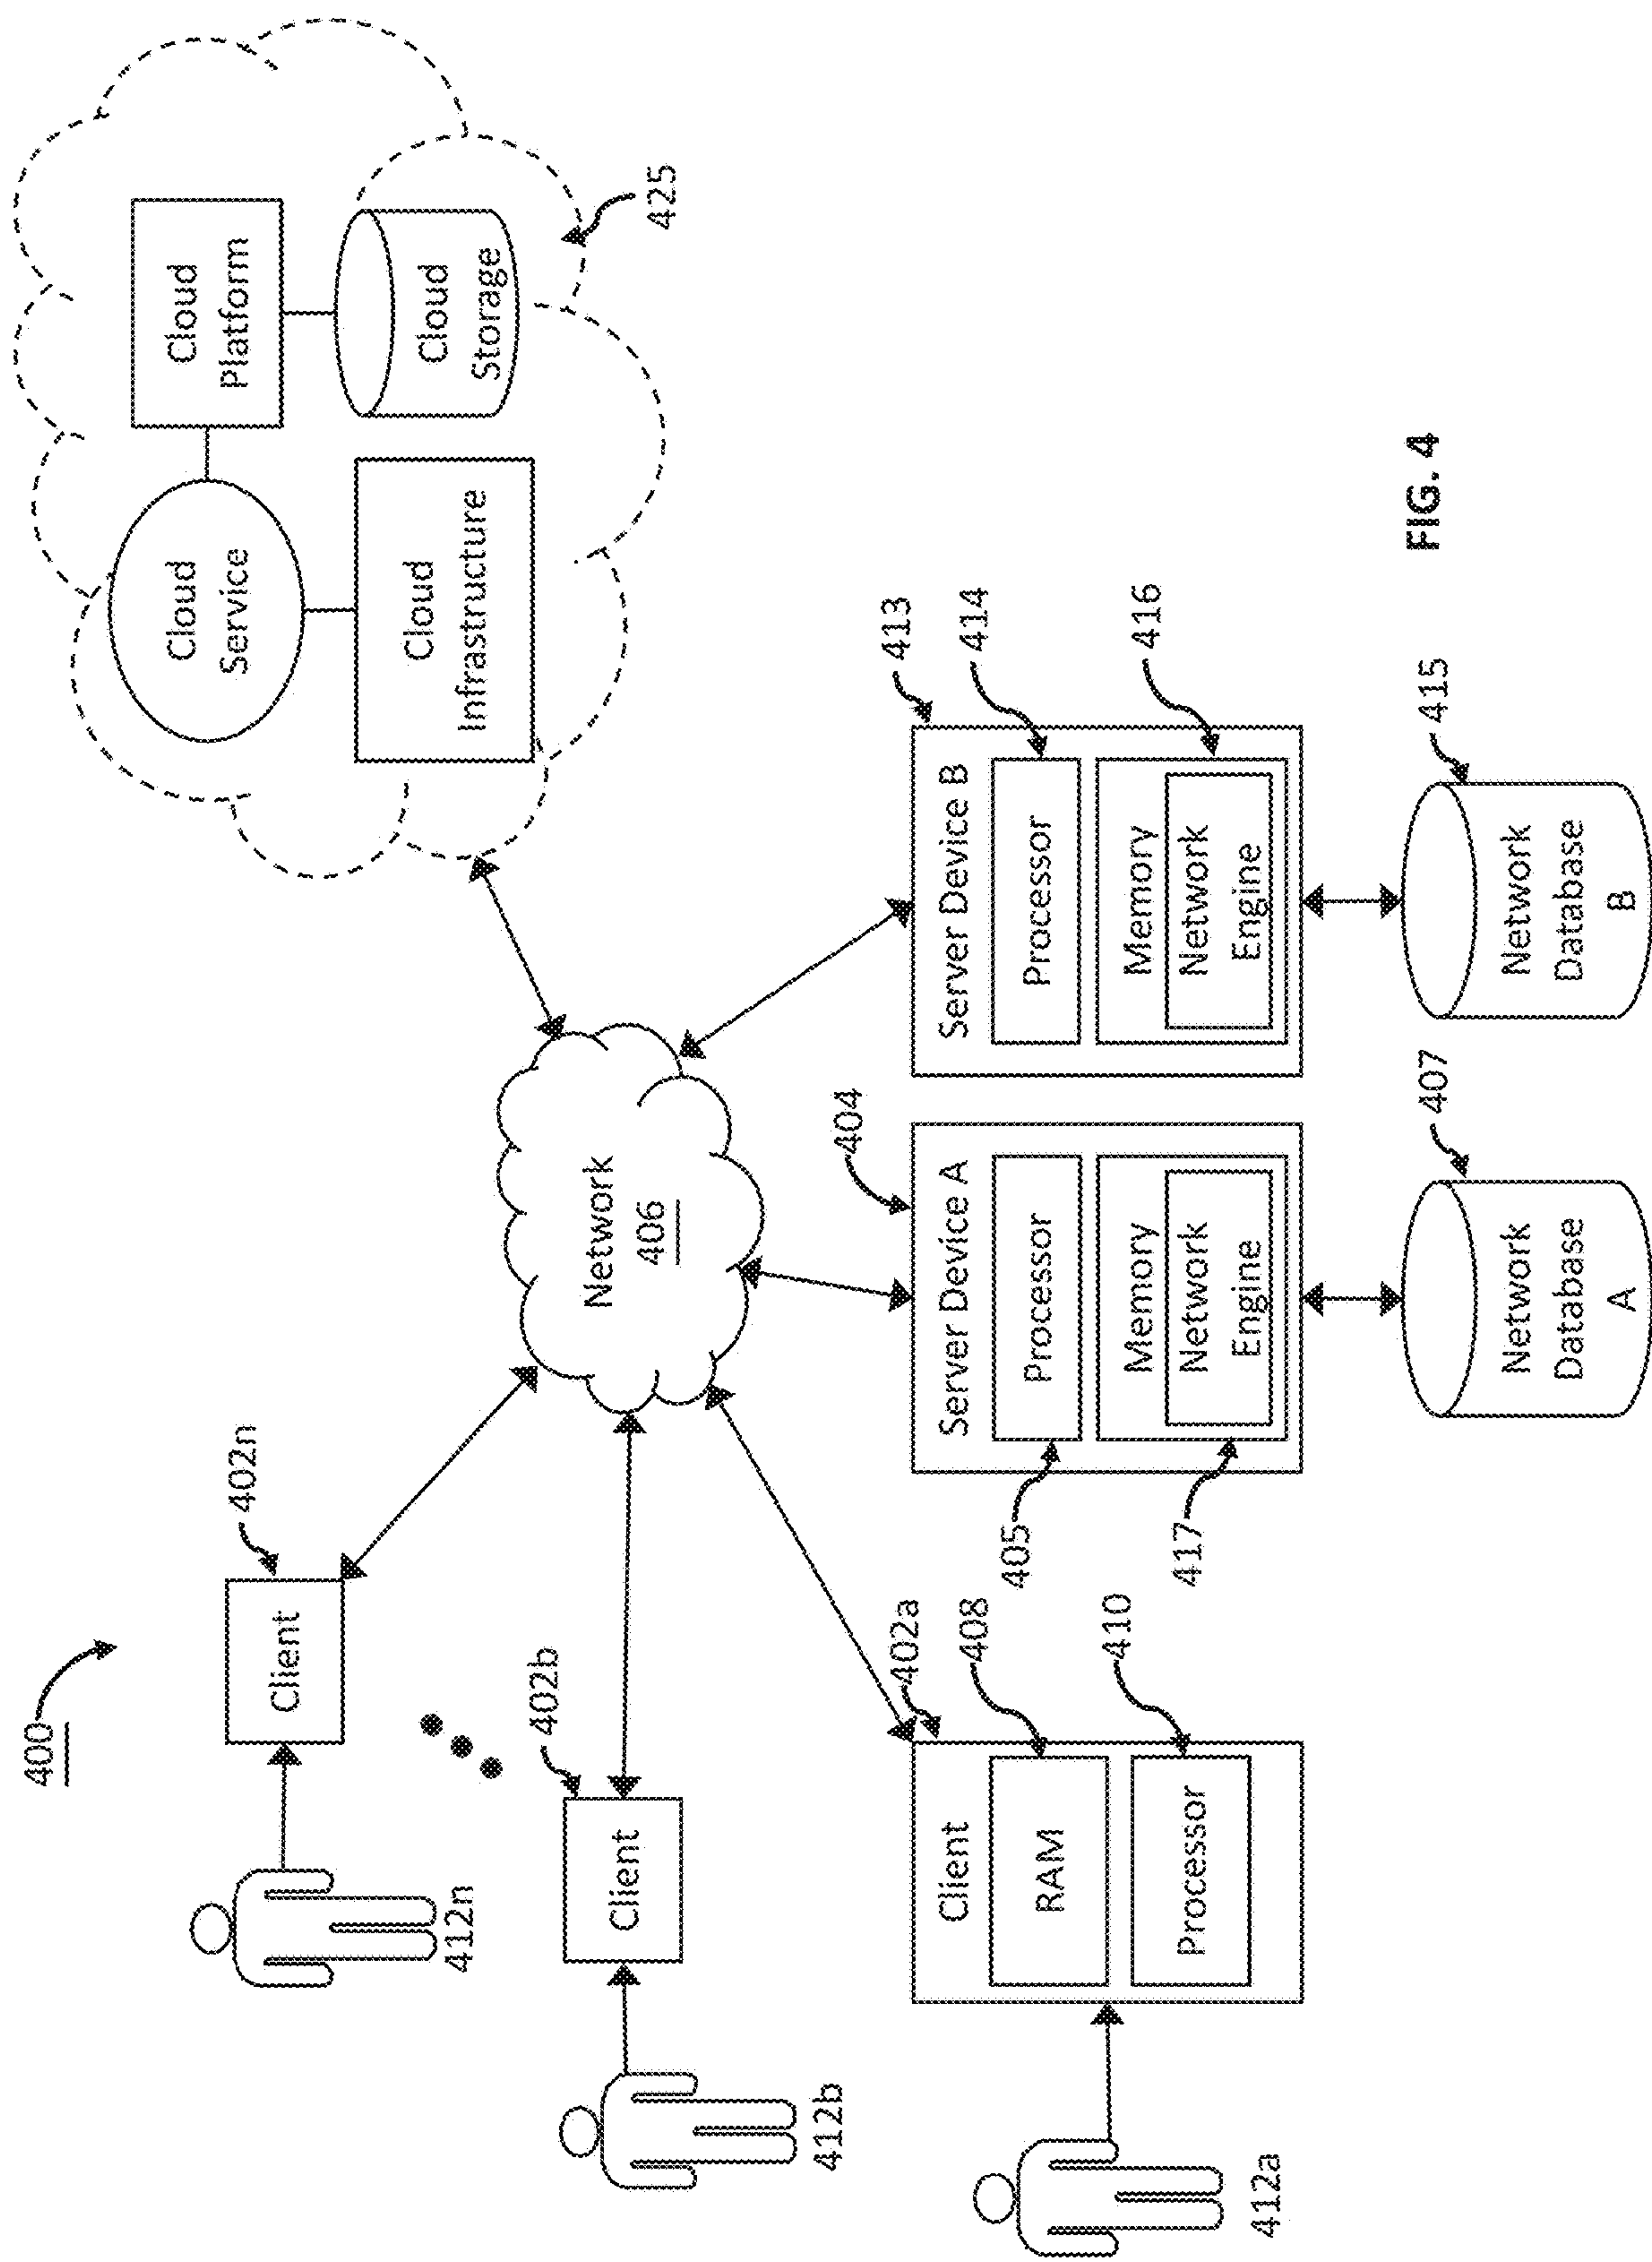 400
402n
Client
412n
402b
Client
412b
402a
Client
408
RAM
410
Processor
412a
Network
406
Cloud
Service
Cloud
Platform
Cloud
Infrastructure
Cloud
Storage
425
404
Server Device A
405
Processor
Memory
417
Network
Engine
407
Network
Database
A
413
Server Device B
414
Processor
416
Memory
Network
Engine
415
Network
Database
B
FIG. 4